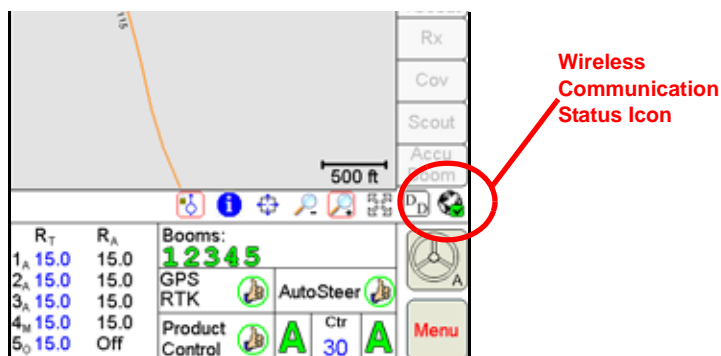 115
Rx
Cov
Scout
Accu
Boom
500 ft
DD
Wireless
Communication
Status Icon
RT RA
1A 15.0 15.0
2A 15.0 15.0
3A 15.0 15.0
4M 15.0 15.0
5O 15.0 Off
Booms:
12345
GPS
RTK
AutoSteer
Product
Control
A
Ctr
30
A
A
Menu